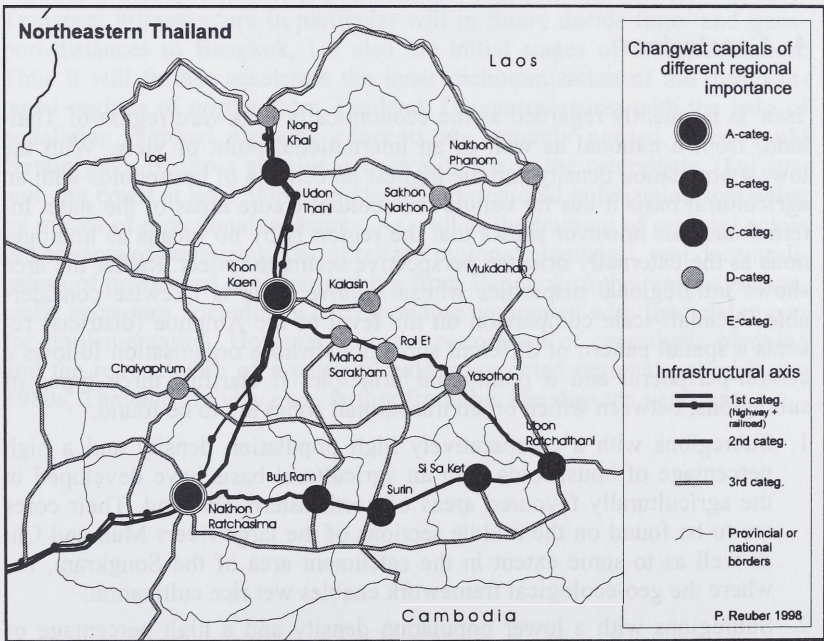 Northeastern Thailand
Laos
Nong
Khai
Loei
Udon
Thani
Nakhon
Phanom
Sakhon
Nakhon
Khon
Kaen
Kalasin
Mukdahan
Maha
Sarakham
Roi Et
Chaiyaphum
Yasothon
Ubon
Ratchathani
Si Sa Ket
Buri Ram
Surin
Nakhon
Ratchasima
Cambodia
Changwat capitals of
different regional
importance
A-categ.
B-categ.
C-categ.
D-categ.
E-categ.
Infrastructural axis
1st categ.
(highway +
railroad)
2nd categ.
3rd categ.
Provincial or
national
borders
P. Reuber 1998